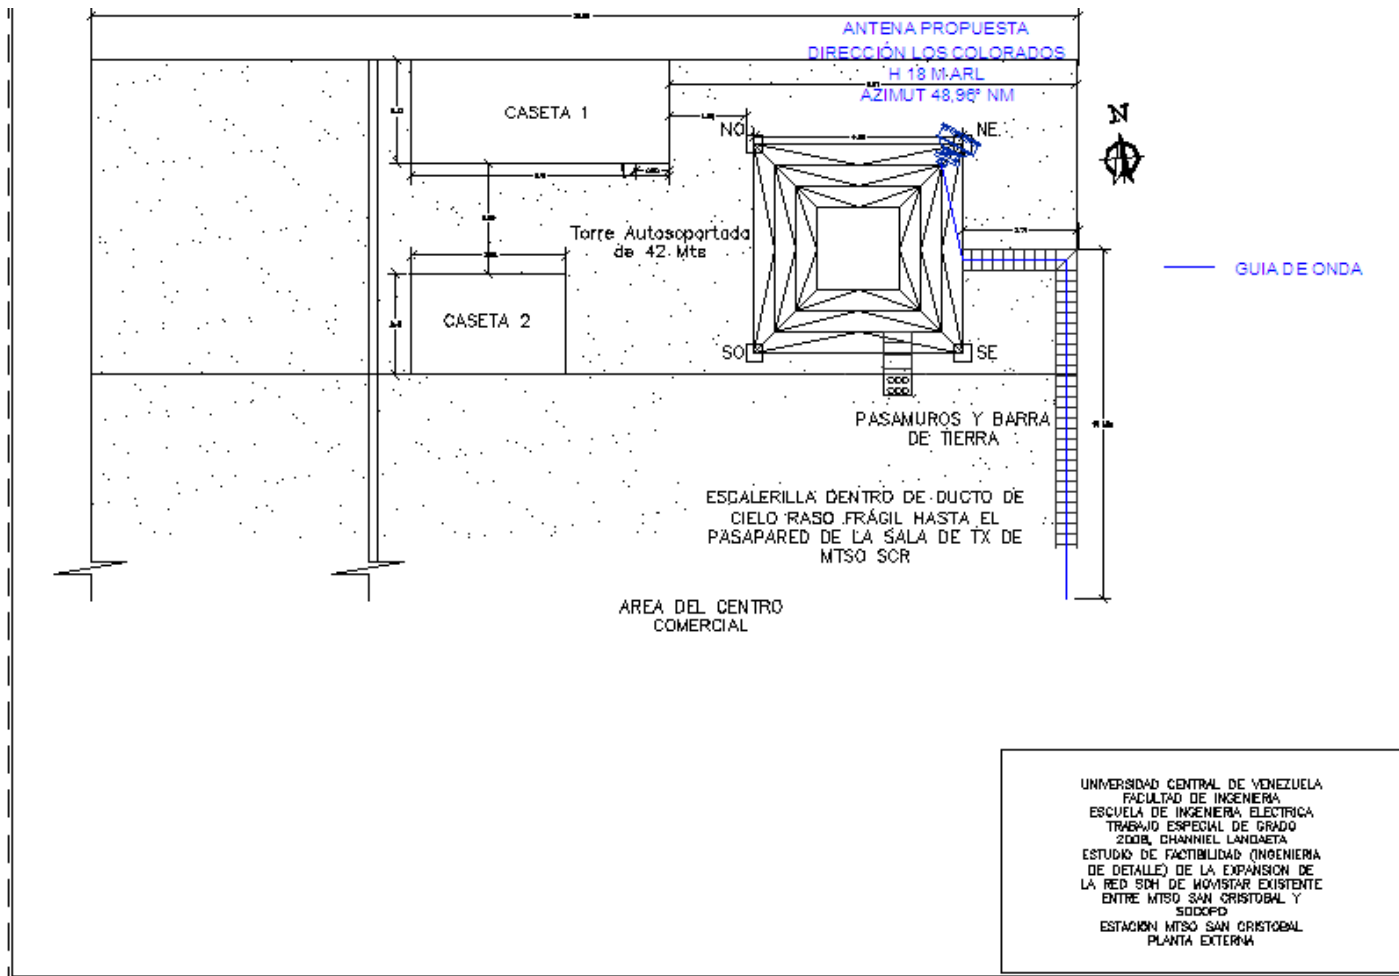 ANTENA PROPUESTA
DIRECCIÓN LOS COLORADOS
H 18 M ARL
AZIMUT 48,96° NM
N
CASETA 1
NO
NE
Torre Autosoportada
de 42 Mts
GUIA DE ONDA
CASETA 2
SO
SE
PASAMUROS Y BARRA
DE TIERRA
ESCALERILLA DENTRO DE DUCTO DE
CIELO RASO FRÁGIL HASTA EL
PASAPARED DE LA SALA DE TX DE
MTSO SCR
AREA DEL CENTRO
COMERCIAL
UNIVERSIDAD CENTRAL DE VENEZUELA
FACULTAD DE INGENIERIA
ESCUELA DE INGENIERIA ELECTRICA
TRABAJO ESPECIAL DE GRADO
2008, CHANNIEL LANDAETA
ESTUDIO DE FACTIBILIDAD (INGENIERIA
DE DETALLE) DE LA EXPANSION DE
LA RED SDH DE MOVISTAR EXISTENTE
ENTRE MTSO SAN CRISTOBAL Y
SOCOPO
ESTACION MTSO SAN CRISTOBAL
PLANTA EXTERNA